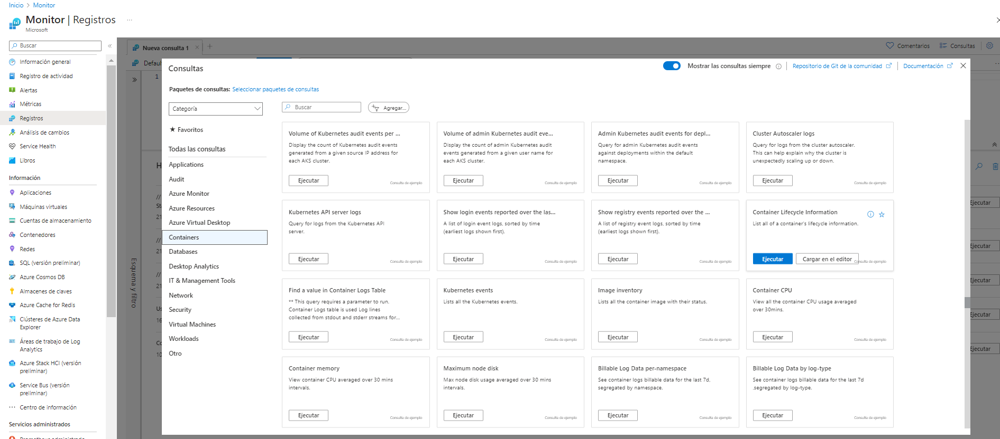 Inicio > Monitor
Monitor | Registros ...
Microsoft
Buscar
«
Información general
Registro de actividad
Alertas
Métricas
Registros
Análisis de cambios
Service Health
Libros
Información
Aplicaciones
Máquinas virtuales
Cuentas de almacenamiento
Contenedores
Redes
SQL (versión preliminar)
Azure Cosmos DB
Almacenes de claves
Azure Cache for Redis
Clústeres de Azure Data
Explorer
Áreas de trabajo de Log
Analytics
Azure Stack HCI (versión
preliminar)
Service Bus (versión
preliminar)
Centro de información
Servicios administrados
Nueva consulta 1
Comentarios
Consultas
1
Esquema y filtro
Consultas
Mostrar las consultas siempre
Repositorio de Git de la comunidad
Documentación
Paquetes de consultas: Seleccionar paquetes de consultas
Categoría
Buscar
Agregar...
★ Favoritos
Todas las consultas
Applications
Audit
Azure Monitor
Azure Resources
Azure Virtual Desktop
Containers
Databases
Desktop Analytics
IT & Management Tools
Network
Security
Virtual Machines
Workloads
Otro
Volume of Kubernetes audit events per ...
Display the count of Kubernetes audit events
generated from a given source IP address for
each AKS cluster.
Ejecutar
Consulta de ejemplo
Volume of admin Kubernetes audit eve...
Display the count of admin Kubernetes audit
events generated from a given user name for
each AKS cluster.
Ejecutar
Consulta de ejemplo
Admin Kubernetes audit events for depl...
Query for admin Kubernetes audit events
against deployments within the default
namespace.
Ejecutar
Consulta de ejemplo
Cluster Autoscaler logs
Query for logs from the cluster autoscaler.
This can help explain why the cluster is
unexpectedly scaling up or down.
Ejecutar
Consulta de ejemplo
Kubernetes API server logs
Query for logs from the Kubernetes API
server.
Ejecutar
Consulta de ejemplo
Show login events reported over the las...
A list of login event logs, sorted by time
(earliest logs shown first).
Ejecutar
Consulta de ejemplo
Show registry events reported over the ...
A list of registry event logs, sorted by time
(earliest logs shown first).
Ejecutar
Consulta de ejemplo
Container Lifecycle Information
List all of a container's lifecycle information.
Ejecutar
Cargar en el editor
Consulta de ejemplo
Find a value in Container Logs Table
** This query requires a parameter to run.
Container Logs table is used Log lines
collected from stdout and stderr streams for...
Ejecutar
Consulta de ejemplo
Kubernetes events
Lists all the Kubernetes events.
Ejecutar
Consulta de ejemplo
Image inventory
Lists all the container image with their status.
Ejecutar
Consulta de ejemplo
Container CPU
View all the container CPU usage averaged
over 30mins.
Ejecutar
Consulta de ejemplo
Container memory
View container CPU averaged over 30 mins
intervals.
Ejecutar
Consulta de ejemplo
Maximum node disk
Max node disk usage averaged over 30 mins
intervals.
Ejecutar
Consulta de ejemplo
Billable Log Data per-namespace
See container logs billable data for the last 7d,
segregated by namespace.
Ejecutar
Consulta de ejemplo
Billable Log Data by log-type
See container logs billable data for the last 7d
,segregated by log-type.
Ejecutar
Consulta de ejemplo
Ejecutar
Ejecutar
Ejecutar
Ejecutar
Ejecutar